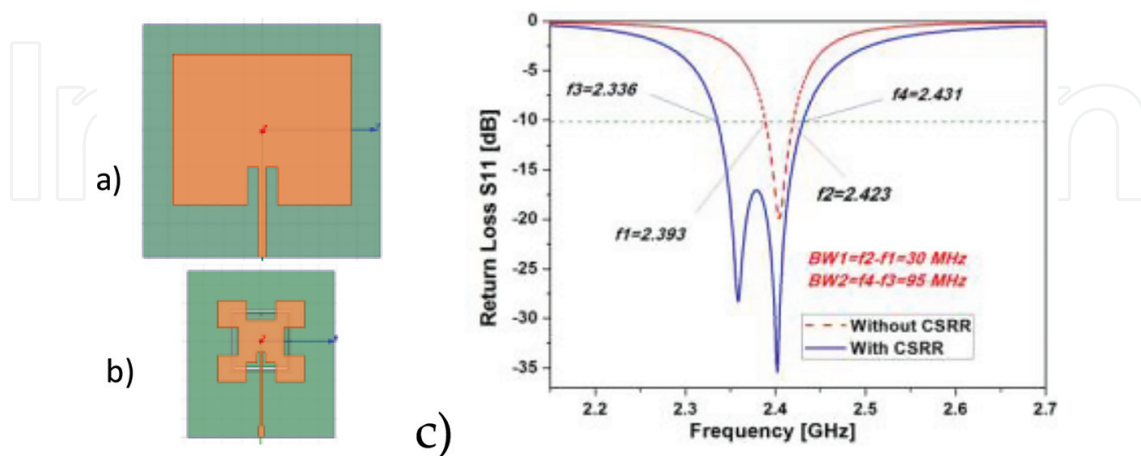 a)
b)
c)
Return Loss S11 [dB]
0
-5
-10
-15
-20
-25
-30
-35
f3=2.336
f4=2.431
f1=2.393
f2=2.423
BW1=f2-f1=30 MHz
BW2=f4-f3=95 MHz
Without CSRR
With CSRR
2.2 2.3 2.4 2.5 2.6 2.7
Frequency [GHz]